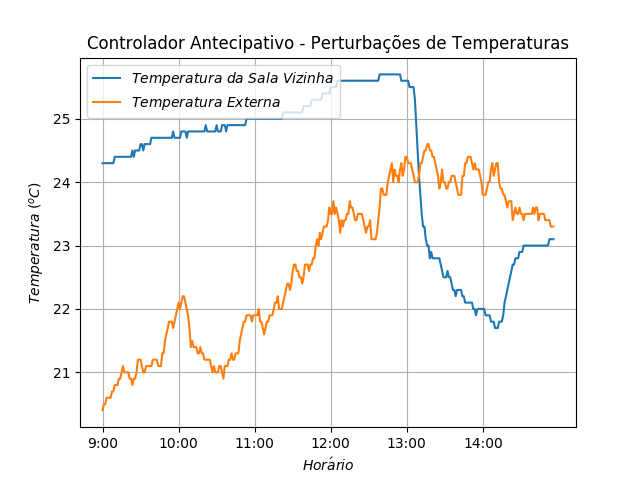 Controlador Antecipativo - Perturbações de Temperaturas
Temperatura da Sala Vizinha
Temperatura Externa
Temperatura (ºC)
25
24
23
22
21
9:00 10:00 11:00 12:00 13:00 14:00
Horário